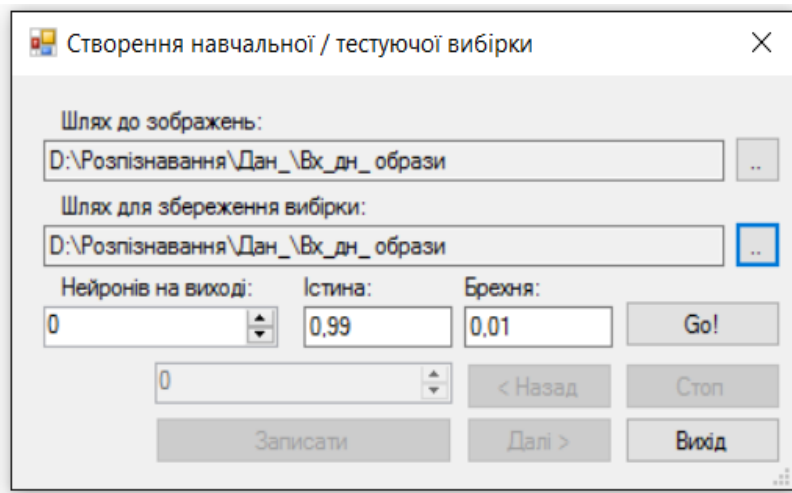 Створення навчальної / тестуючої вибірки
Шлях до зображень:
D:\Розпізнавання\Дан_\Вх_дн_ образи
..
Шлях для збереження вибірки:
D:\Розпізнавання\Дан_\Вх_дн_ образи
..
Нейронів на виході: Істина: Брехня:
0 0,99 0,01 Go!
0 < Назад Стоп
Записати Далі > Вихід